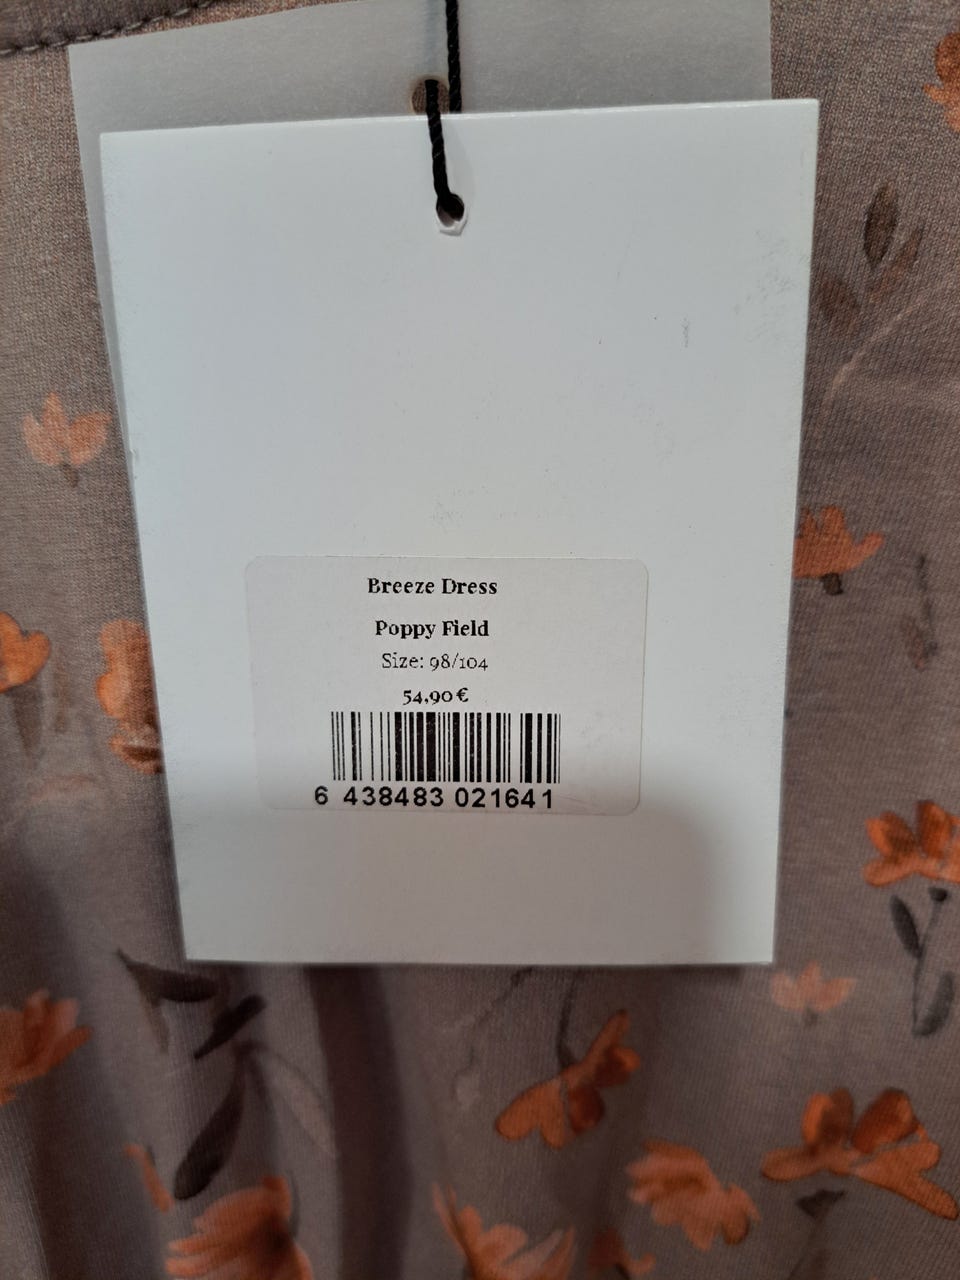 Breeze Dress
Poppy Field
Size: 98/104
54,90 €
6 438483 021641